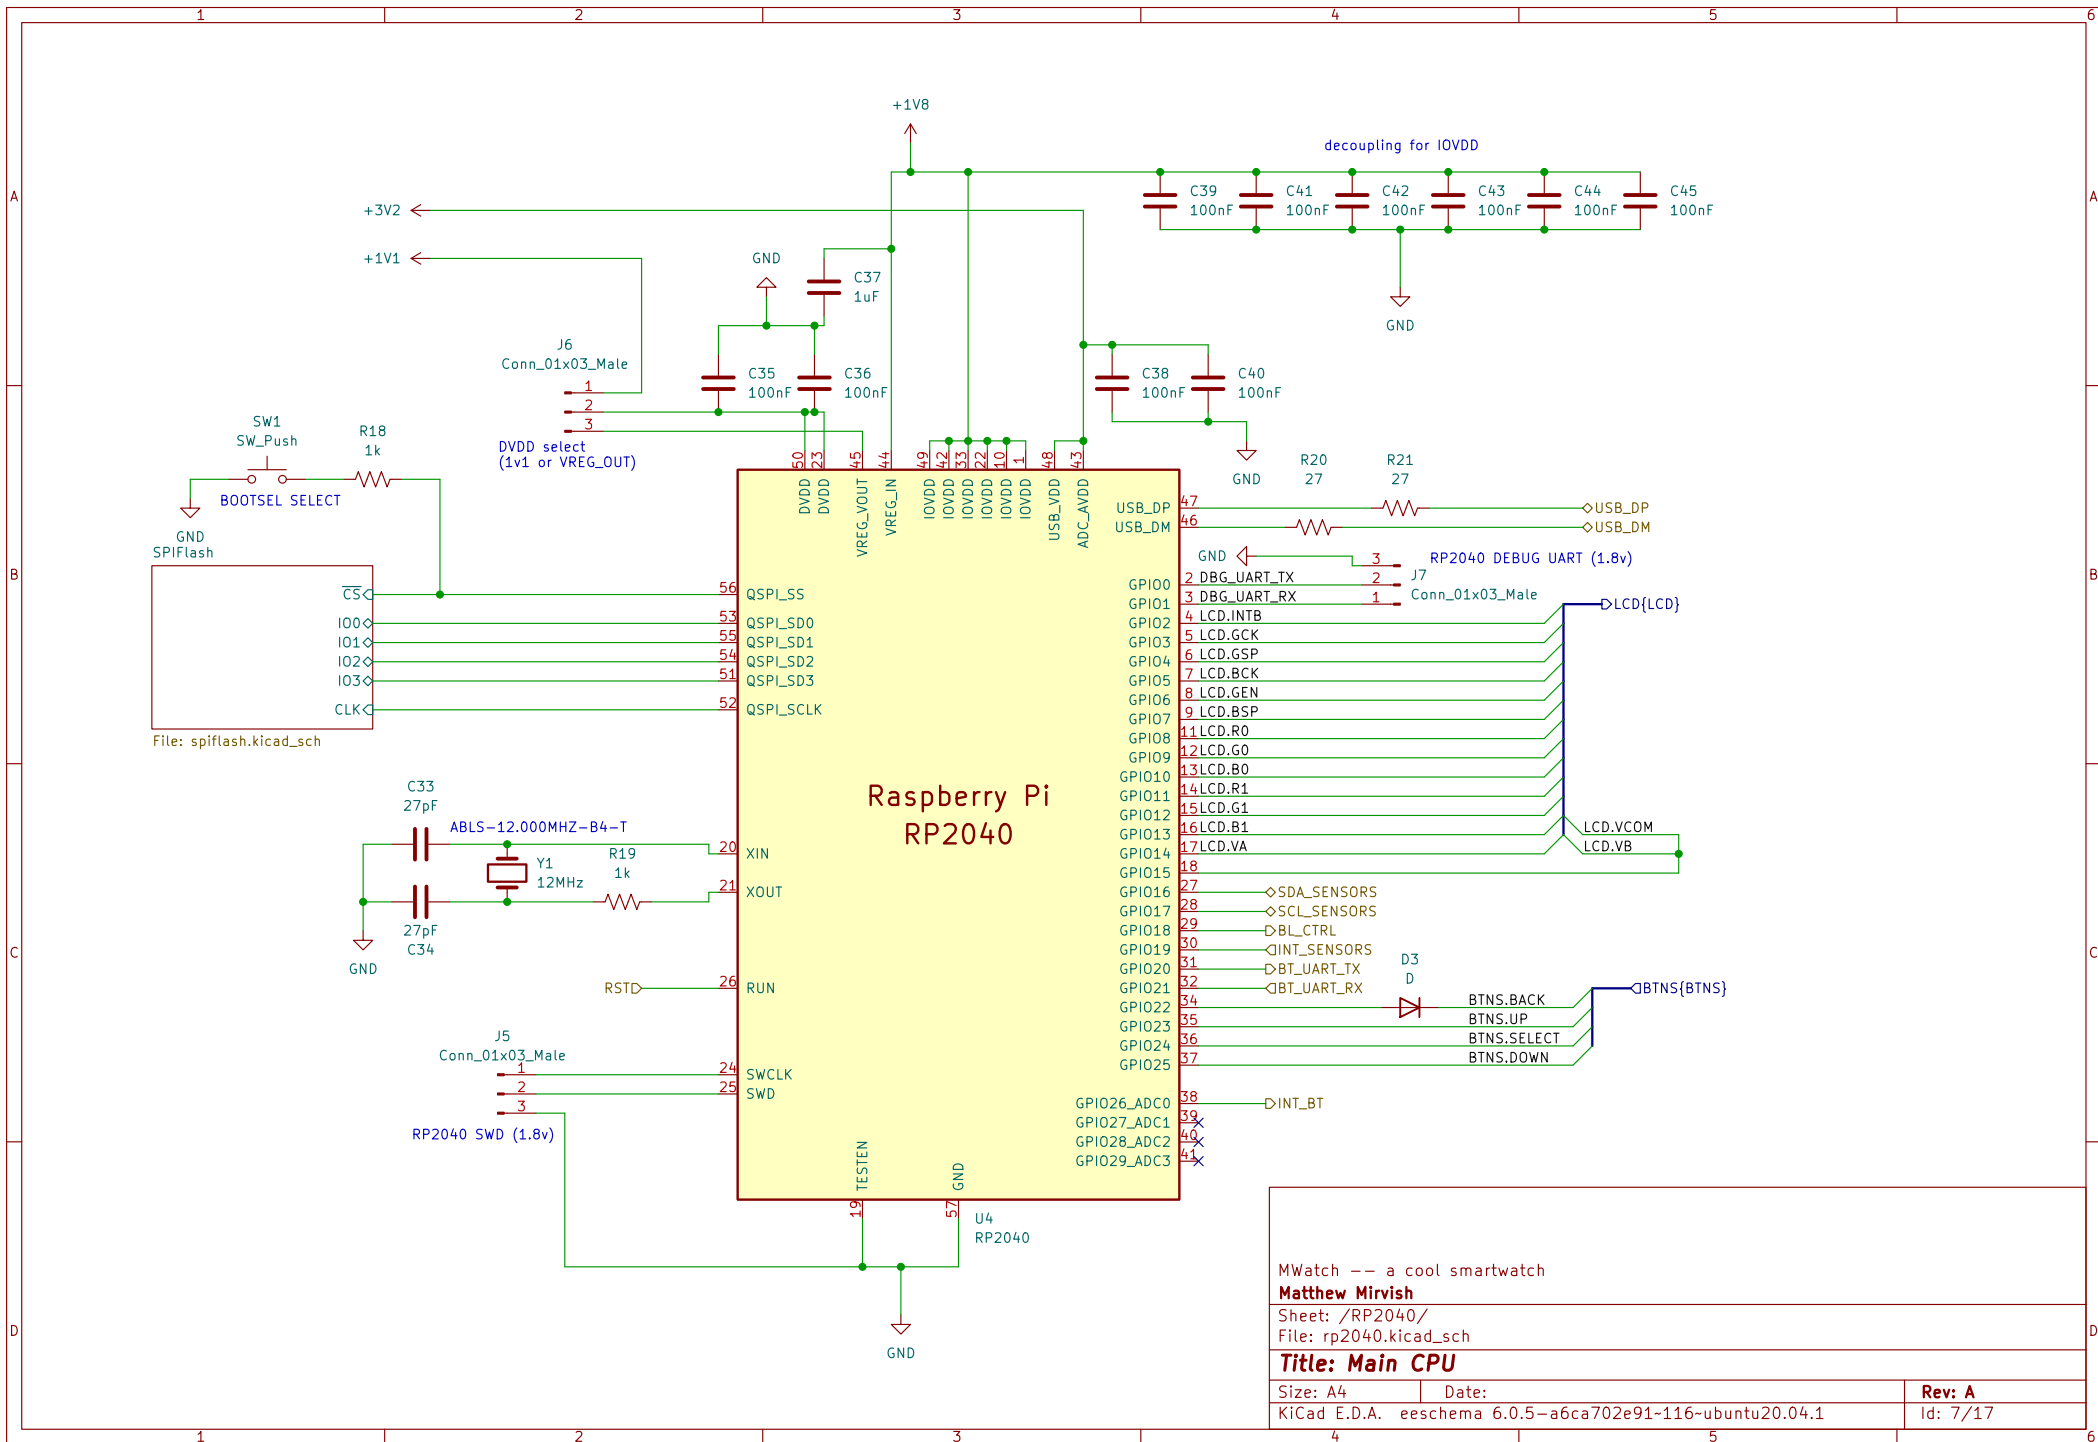 1 2 3 4 5 6
A
B
C
D
A
B
C
D
1 2 3 4 5 6
+1V8
decoupling for IOVDD
C39
100nF
C41
100nF
C42
100nF
C43
100nF
C44
100nF
C45
100nF
GND
+3V2
+1V1
GND
C37
1uF
J6
Conn_01x03_Male
1
2
3
DVDD select
(1v1 or VREG_OUT)
C35
100nF
C36
100nF
C38
100nF
C40
100nF
GND
SW1
SW_Push
R18
1k
BOOTSEL SELECT
GND
SPIFlash
CS
IO0
IO1
IO2
IO3
CLK
File: spiflash.kicad_sch
50 DVDD
23 DVDD
45 VREG_VOUT
44 VREG_IN
49 IOVDD
42 IOVDD
33 IOVDD
22 IOVDD
10 IOVDD
1 IOVDD
48 USB_VDD
43 ADC_AVDD
56 QSPI_SS
53 QSPI_SD0
55 QSPI_SD1
54 QSPI_SD2
51 QSPI_SD3
52 QSPI_SCLK
C33
27pF
ABLS-12.000MHZ-B4-T
Y1
12MHz
R19
1k
27pF
C34
GND
20 XIN
21 XOUT
RST
26 RUN
J5
Conn_01x03_Male
1
2
3
24 SWCLK
25 SWD
RP2040 SWD (1.8v)
Raspberry Pi
RP2040
TESTEN 19
GND 57
U4
RP2040
GND
R20
27
R21
27
USB_DP 47 USB_DP
USB_DM 46 USB_DM
GND
3
2
1
RP2040 DEBUG UART (1.8v)
J7
Conn_01x03_Male
GPIO0 2 DBG_UART_TX
GPIO1 3 DBG_UART_RX
GPIO2 4 LCD.INTB
GPIO3 5 LCD.GCK
GPIO4 6 LCD.GSP
GPIO5 7 LCD.BCK
GPIO6 8 LCD.GEN
GPIO7 9 LCD.BSP
GPIO8 11 LCD.R0
GPIO9 12 LCD.G0
GPIO10 13 LCD.B0
GPIO11 14 LCD.R1
GPIO12 15 LCD.G1
GPIO13 16 LCD.B1
GPIO14 17 LCD.VA
GPIO15 18
LCD{LCD}
LCD.VCOM
LCD.VB
GPIO16 27 SDA_SENSORS
GPIO17 28 SCL_SENSORS
GPIO18 29 BL_CTRL
GPIO19 30 INT_SENSORS
GPIO20 31 BT_UART_TX
GPIO21 32 BT_UART_RX
D3
D
GPIO22 34 BTNS.BACK
GPIO23 35 BTNS.UP
GPIO24 36 BTNS.SELECT
GPIO25 37 BTNS.DOWN
BTNS{BTNS}
GPIO26_ADC0 38 INT_BT
GPIO27_ADC1 39
GPIO28_ADC2 40
GPIO29_ADC3 41
MWatch -- a cool smartwatch
Matthew Mirvish
Sheet: /RP2040/
File: rp2040.kicad_sch
Title: Main CPU
Size: A4 Date: Rev: A
KiCad E.D.A. eeschema 6.0.5-a6ca702e91~116~ubuntu20.04.1 Id: 7/17